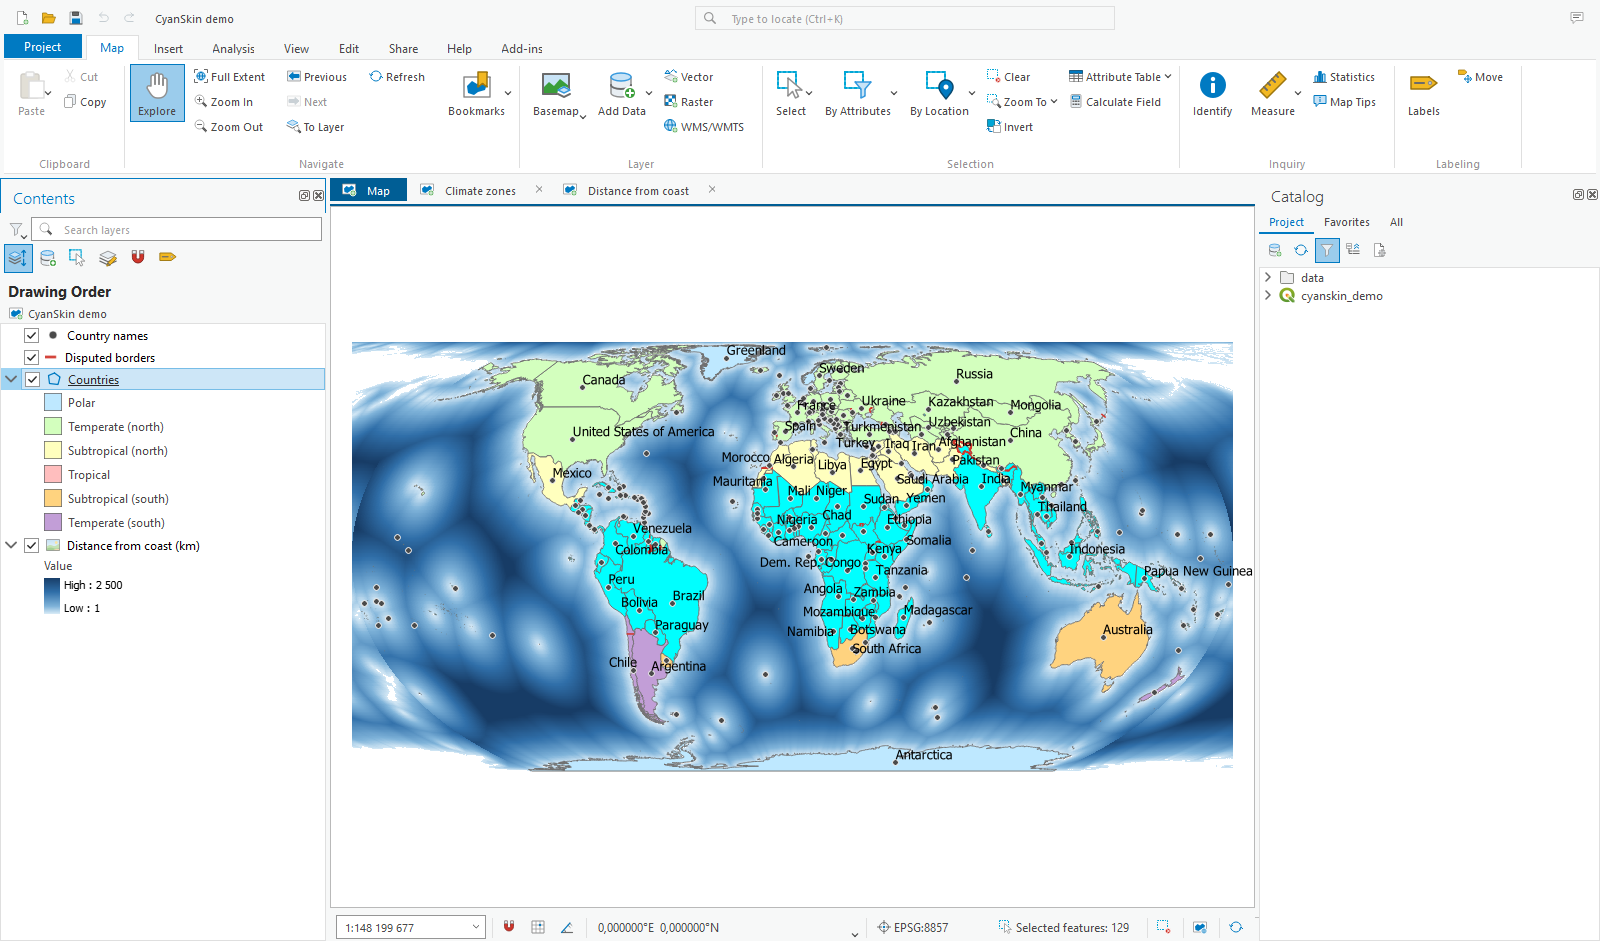 CyanSkin demo
Type to locate (Ctrl+K)
Project
Map
Insert
Analysis
View
Edit
Share
Help
Add-ins
Paste
Cut
Copy
Clipboard
Explore
Full Extent
Zoom In
Zoom Out
Previous
Next
To Layer
Refresh
Bookmarks
Navigate
Basemap
Add Data
Vector
Raster
WMS/WMTS
Layer
Select
By Attributes
By Location
Clear
Zoom To
Invert
Attribute Table
Calculate Field
Selection
Identify
Measure
Statistics
Map Tips
Inquiry
Labels
Move
Labeling
Contents
Search layers
Drawing Order
CyanSkin demo
Country names
Disputed borders
Countries
Polar
Temperate (north)
Subtropical (north)
Tropical
Subtropical (south)
Temperate (south)
Distance from coast (km)
Value
High : 2 500
Low : 1
Map
Climate zones
Distance from coast
Greenland
Canada
Sweden
Russia
France
Ukraine
Kazakhstan
Mongolia
Uzbekistan
United States of America
Spain
Turkmenistan
China
Turkey
Iraq
Iran
Afghanistan
Morocco
Algeria
Libya
Egypt
Pakistan
Mexico
Mauritania
Saudi Arabia
India
Mali
Niger
Sudan
Yemen
Myanmar
Chad
Thailand
Venezuela
Nigeria
Ethiopia
Colombia
Cameroon
Somalia
Kenya
Indonesia
Dem. Rep. Congo
Tanzania
Papua New Guinea
Peru
Angola
Zambia
Bolivia
Brazil
Mozambique
Madagascar
Paraguay
Namibia
Botswana
Australia
South Africa
Chile
Argentina
Antarctica
1:148 199 677
0,000000°E 0,000000°N
EPSG:8857
Selected features: 129
Catalog
Project
Favorites
All
data
cyanskin_demo